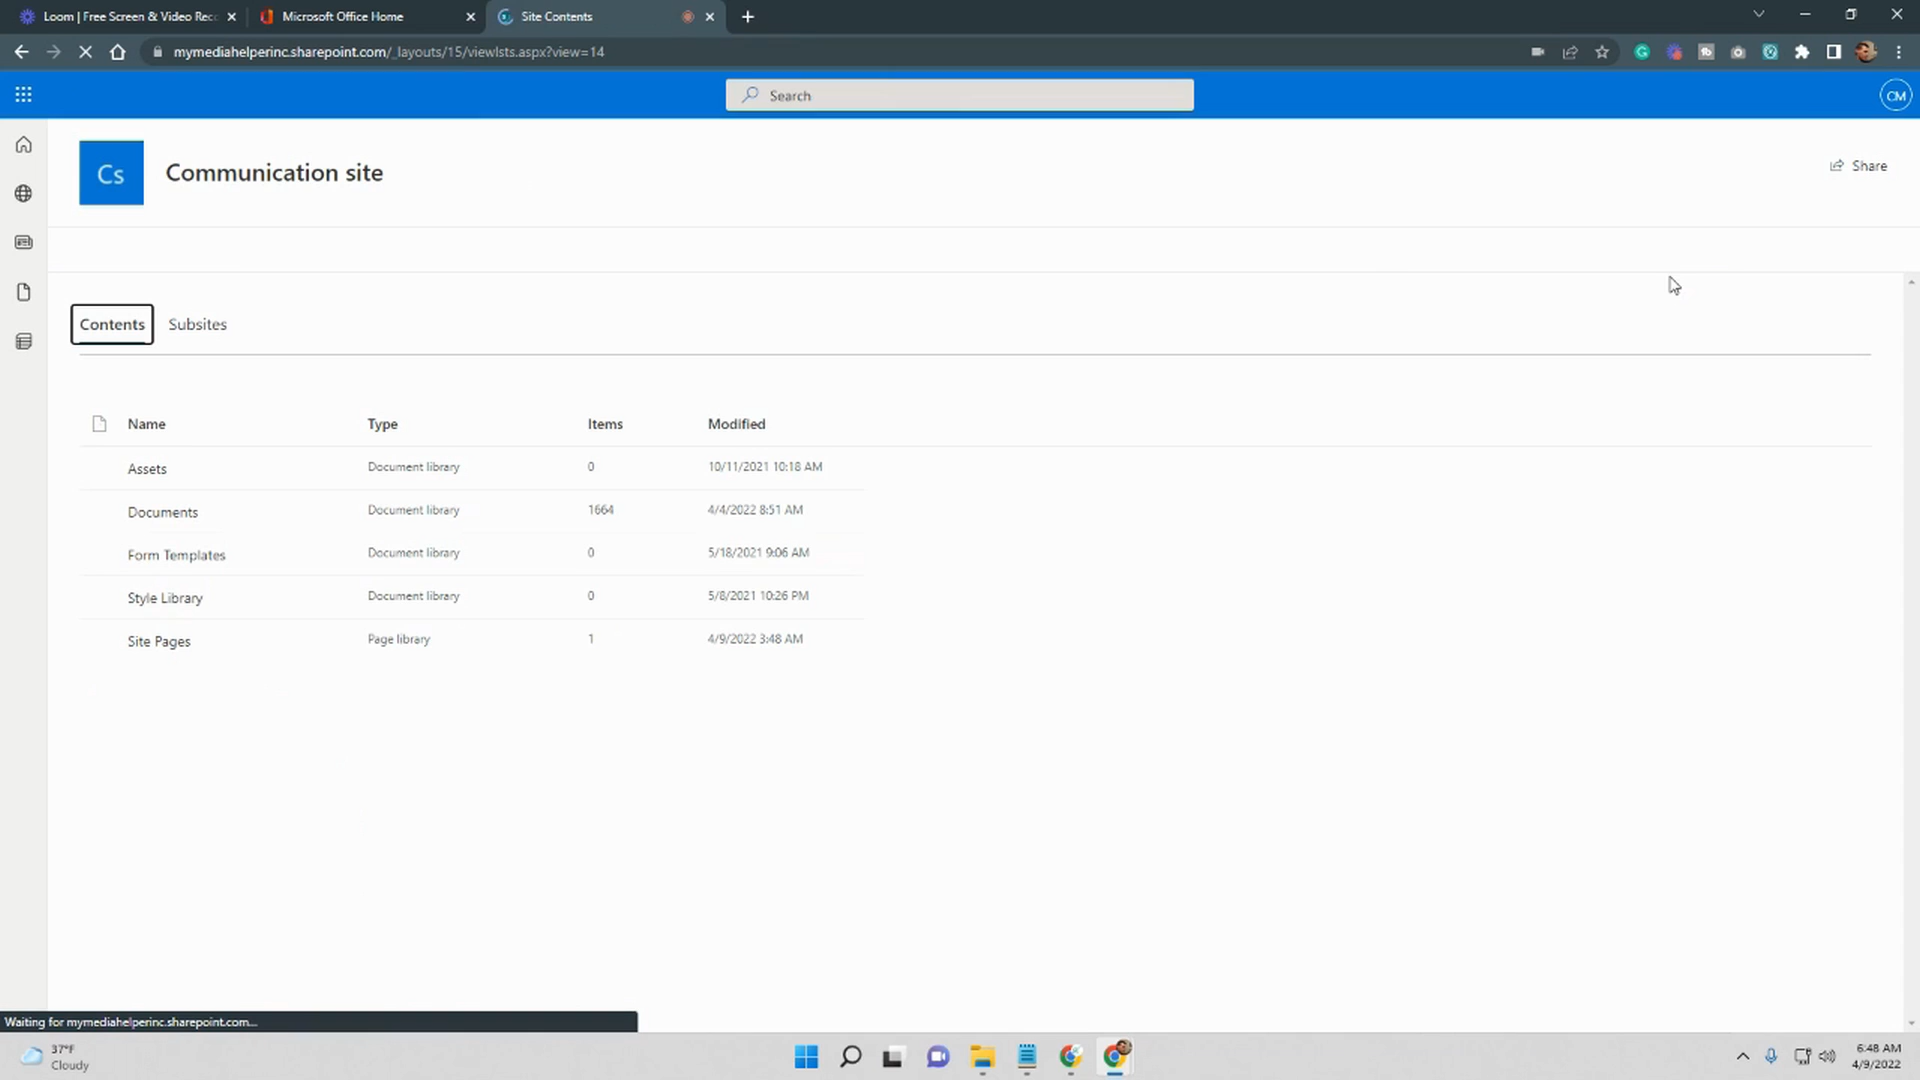 Loom | Free Screen & Video Rec
Microsoft Office Home
Site Contents
mymediahelperinc.sharepoint.com/_layouts/15/viewlsts.aspx?view=14
Search
CM
Cs
Communication site
Share
Contents
Subsites
Name
Type
Items
Modified
Assets
Document library
0
10/11/2021 10:18 AM
Documents
Document library
1664
4/4/2022 8:51 AM
Form Templates
Document library
0
5/18/2021 9:06 AM
Style Library
Document library
0
5/8/2021 10:26 PM
Site Pages
Page library
1
4/9/2022 3:48 AM
Waiting for mymediahelperinc.sharepoint.com...
37°F
Cloudy
6:48 AM
4/9/2022